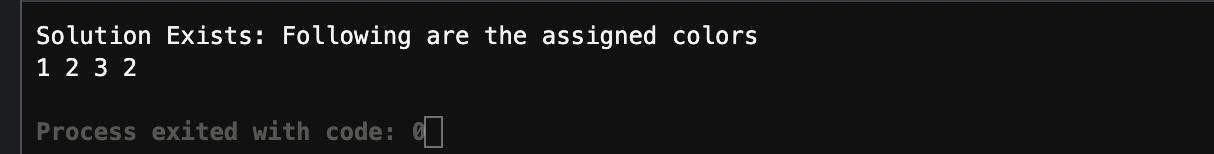 Solution Exists: Following are the assigned colors
1 2 3 2
Process exited with code: 0